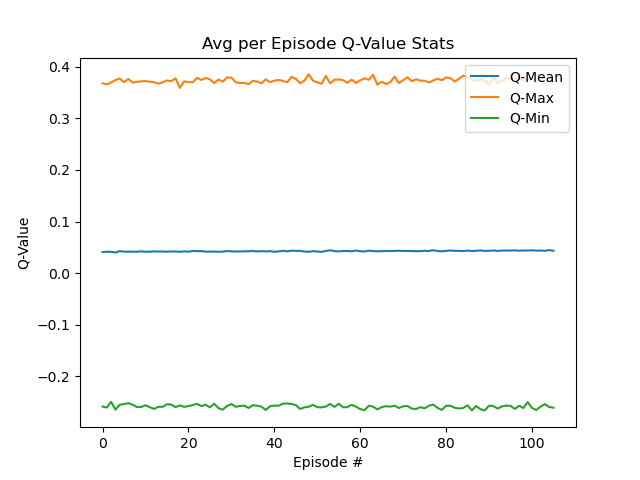 Avg per Episode Q-Value Stats
Q-Value
0.4
0.3
0.2
0.1
0.0
−0.1
−0.2
Q-Mean
Q-Max
Q-Min
0
20
40
60
80
100
Episode #